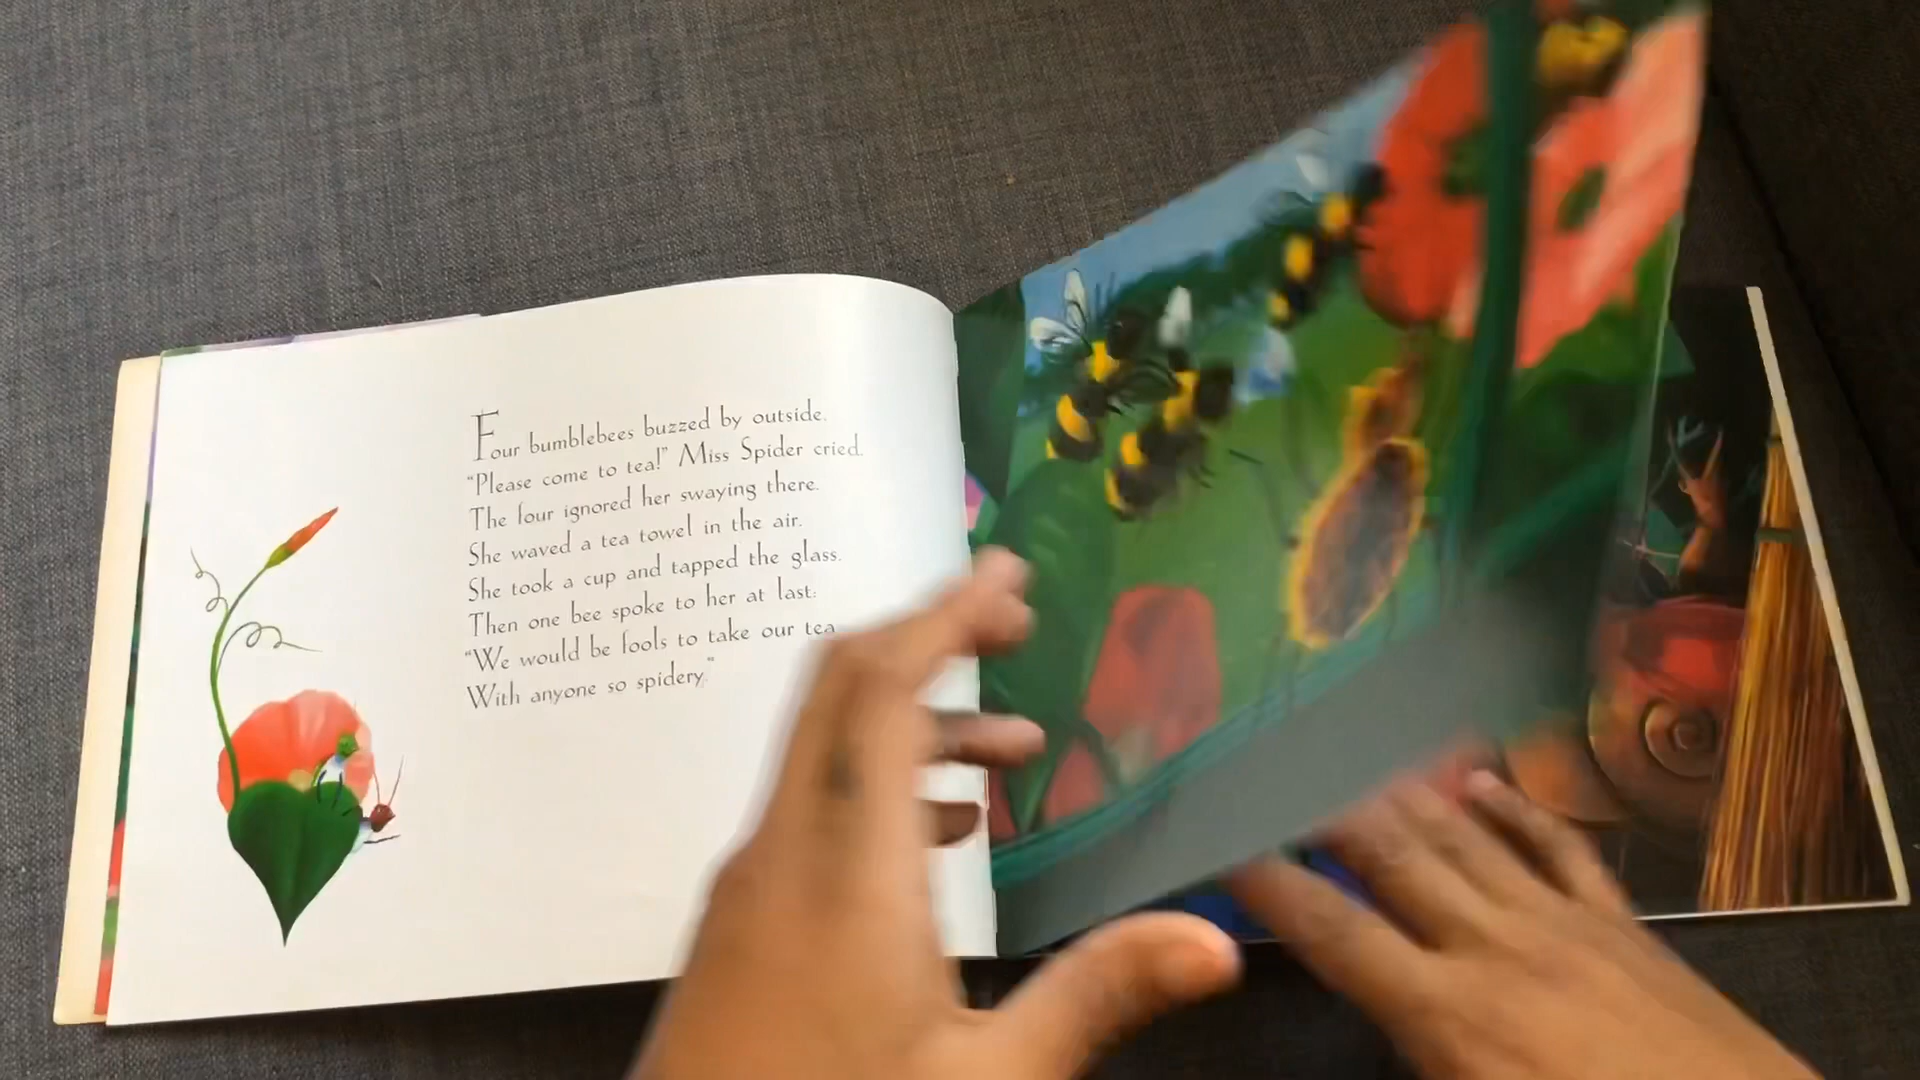 Four bumblebees buzzed by outside.
“Please come to tea!” Miss Spider cried.
The four ignored her swaying there.
She waved a tea towel in the air.
She took a cup and tapped the glass.
Then one bee spoke to her at last:
“We would be fools to take our tea
With anyone so spidery.”